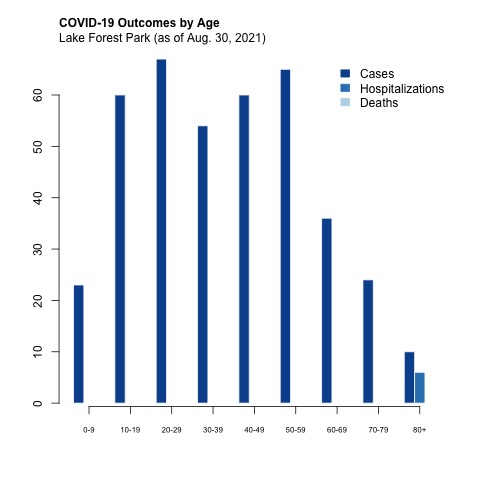 COVID-19 Outcomes by Age
Lake Forest Park (as of Aug. 30, 2021)
Cases
Hospitalizations
Deaths
60
50
40
30
20
10
0
0-9 10-19 20-29 30-39 40-49 50-59 60-69 70-79 80+